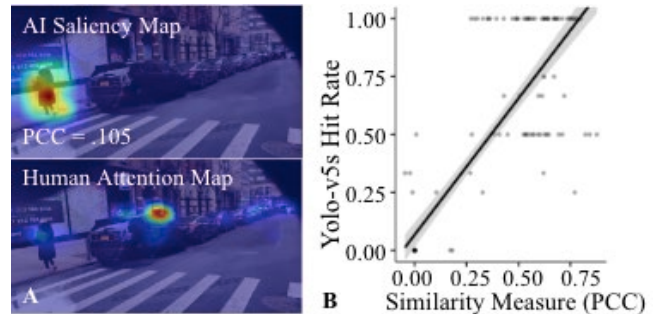 AI Saliency Map
PCC = .105
Human Attention Map
A
Yolo-v5s Hit Rate
1.00
0.75
0.50
0.25
0.00
0.00 0.25 0.50 0.75
B
Similarity Measure (PCC)